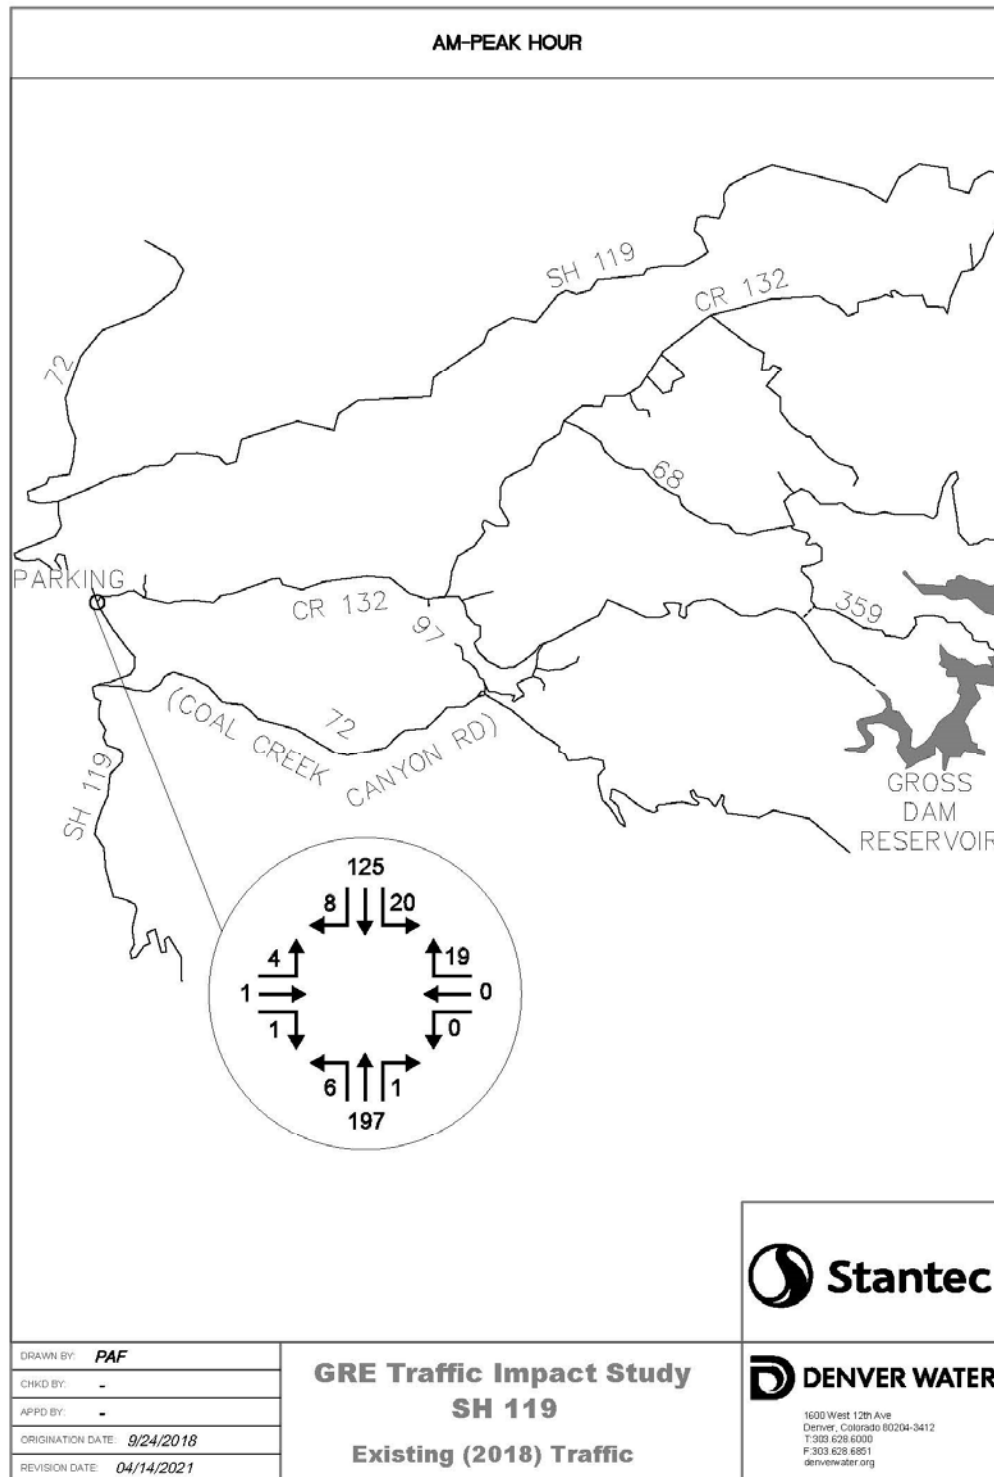 AM-PEAK HOUR
SH 119
CR 132
72
68
PARKING
CR 132
97
359
(COAL CREEK
72
CANYON RD)
SH 119
GROSS
DAM
RESERVOIR
125
8
20
4
19
1
0
1
0
6
1
197
Stantec
DRAWN BY: PAF
CHKD BY: -
APPD BY: -
ORIGINATION DATE: 9/24/2018
REVISION DATE: 04/14/2021
GRE Traffic Impact Study
SH 119
Existing (2018) Traffic
DENVER WATER
1600 West 12th Ave
Denver, Colorado 80204-3412
T:303.628.6000
F:303.628.6851
denverwater.org